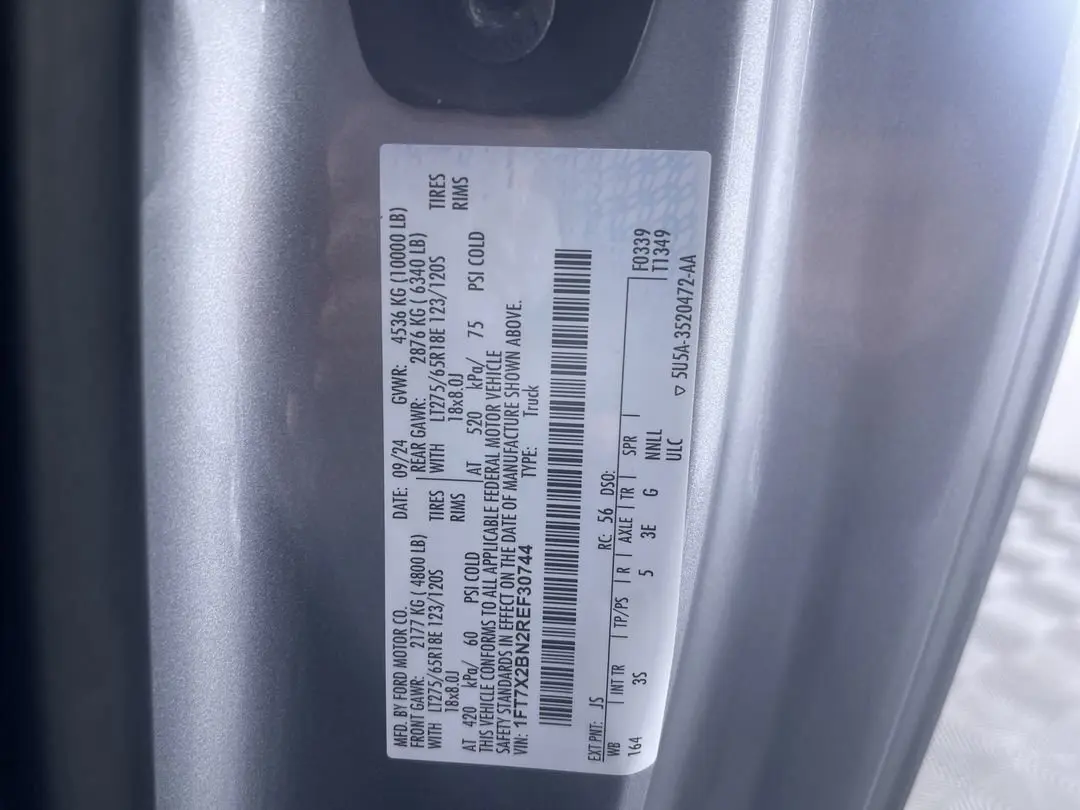 MFD. BY FORD MOTOR CO.
DATE: 09/24 GVWR: 4536 KG (10000 LB)
FRONT GAWR: 2177 KG ( 4800 LB) REAR GAWR: 2876 KG ( 6340 LB)
WITH LT275/65R18E 123/120S TIRES WITH LT275/65R18E 123/120S TIRES
18x8.0J RIMS 18x8.0J RIMS
AT 420 kPa/ 60 PSI COLD AT 520 kPa/ 75 PSI COLD
THIS VEHICLE CONFORMS TO ALL APPLICABLE FEDERAL MOTOR VEHICLE
SAFETY STANDARDS IN EFFECT ON THE DATE OF MANUFACTURE SHOWN ABOVE.
VIN: 1FT7X2BN2REF30744 TYPE: Truck
EXT PNT: JS RC: 56 DSO: F0339
WB | INT TR | TP/PS | R | AXLE | TR | SPR | TT1349
164 3S 5 3E G NNLL
ULC ▽ 5U5A-3520472-AA